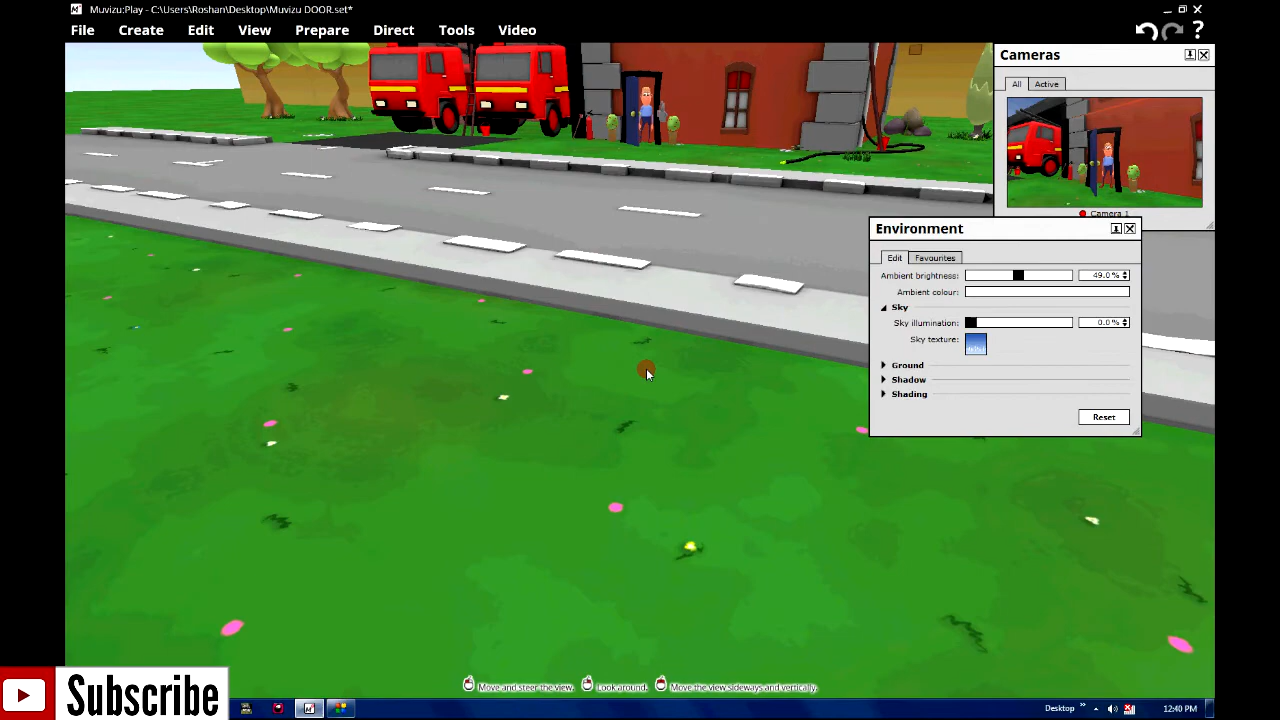 Muvizu:Play - C:\Users\Roshan\Desktop\Muvizu DOOR.set*
File Create Edit View Prepare Direct Tools Video
?
Cameras
All Active
Camera 1
Environment
Edit Favourites
Ambient brightness: 49.0 %
Ambient colour:
Sky
Sky illumination: 0.0 %
Sky texture:
Ground
Shadow
Shading
Reset
Move and steer the view. Look around. Move the view sideways and vertically.
Subscribe
Desktop 12:40 PM